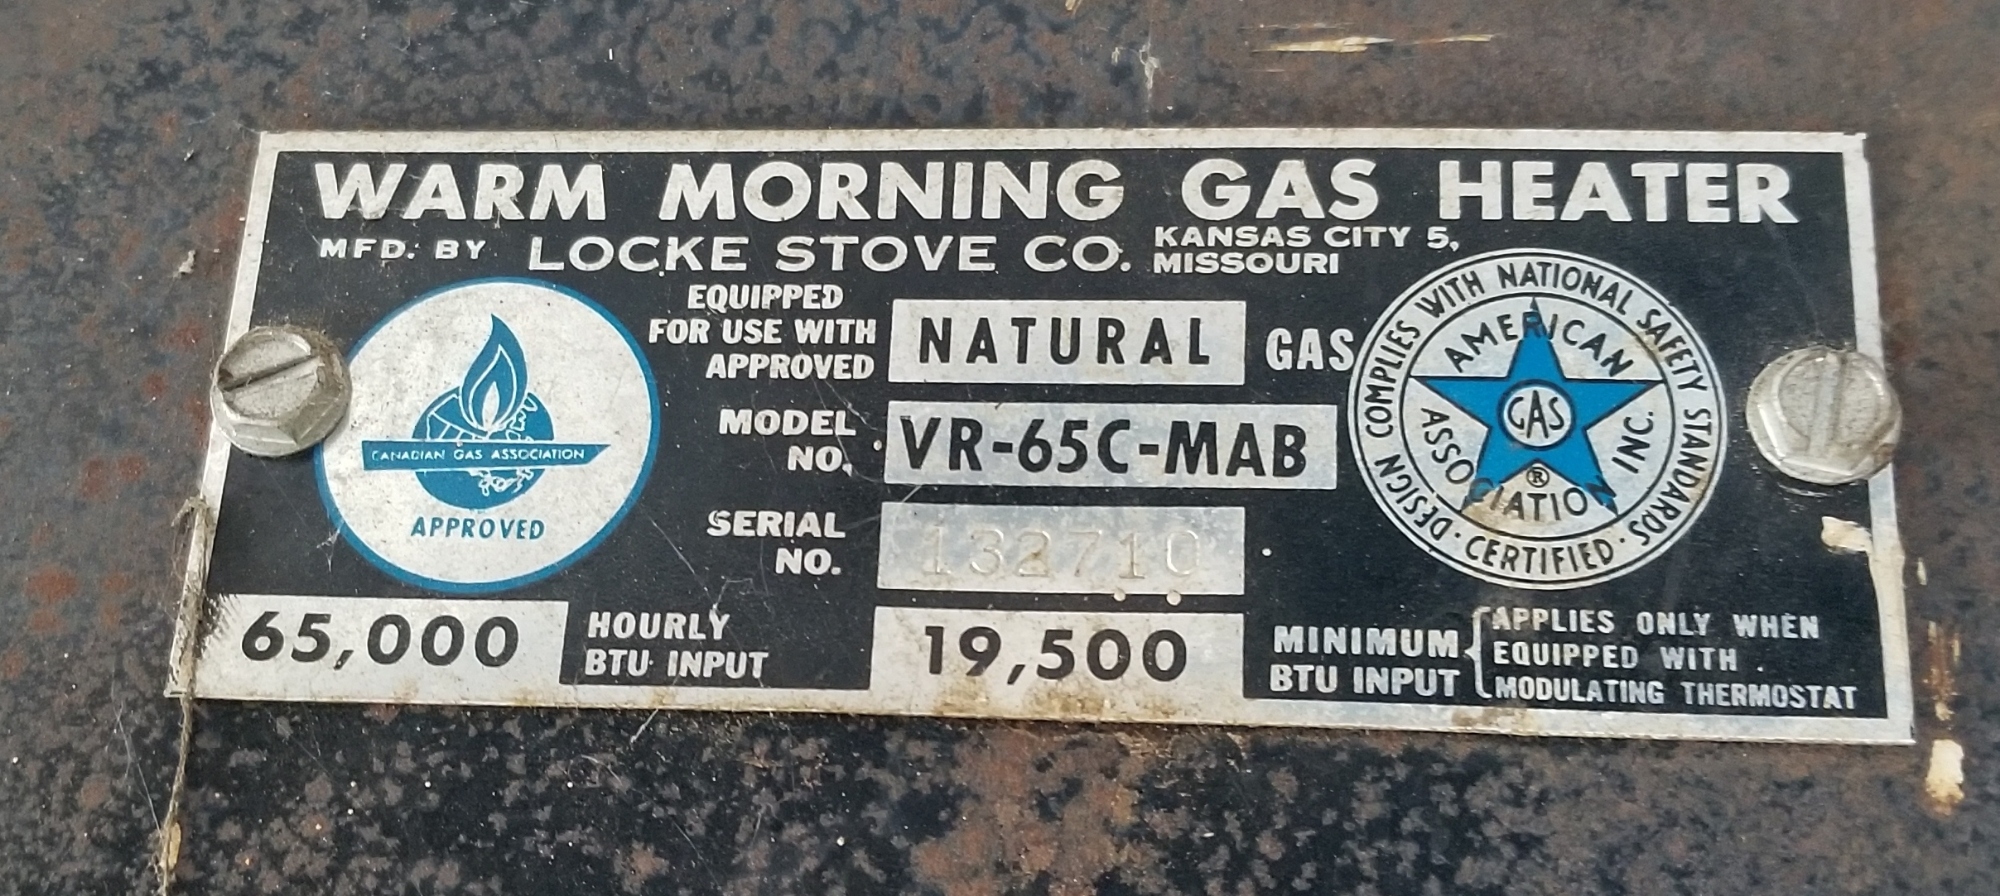 WARM MORNING GAS HEATER
MFD. BY LOCKE STOVE CO. KANSAS CITY 5, MISSOURI
EQUIPPED
FOR USE WITH
APPROVED
NATURAL GAS
MODEL
NO.
VR-65C-MAB
SERIAL
NO.
132710
65,000
HOURLY
BTU INPUT
19,500
MINIMUM
BTU INPUT
APPLIES ONLY WHEN
EQUIPPED WITH
MODULATING THERMOSTAT
CANADIAN GAS ASSOCIATION
APPROVED
DESIGN COMPLIES WITH NATIONAL SAFETY STANDARDS
· CERTIFIED ·
AMERICAN
GAS
ASSOCIATION INC.
®